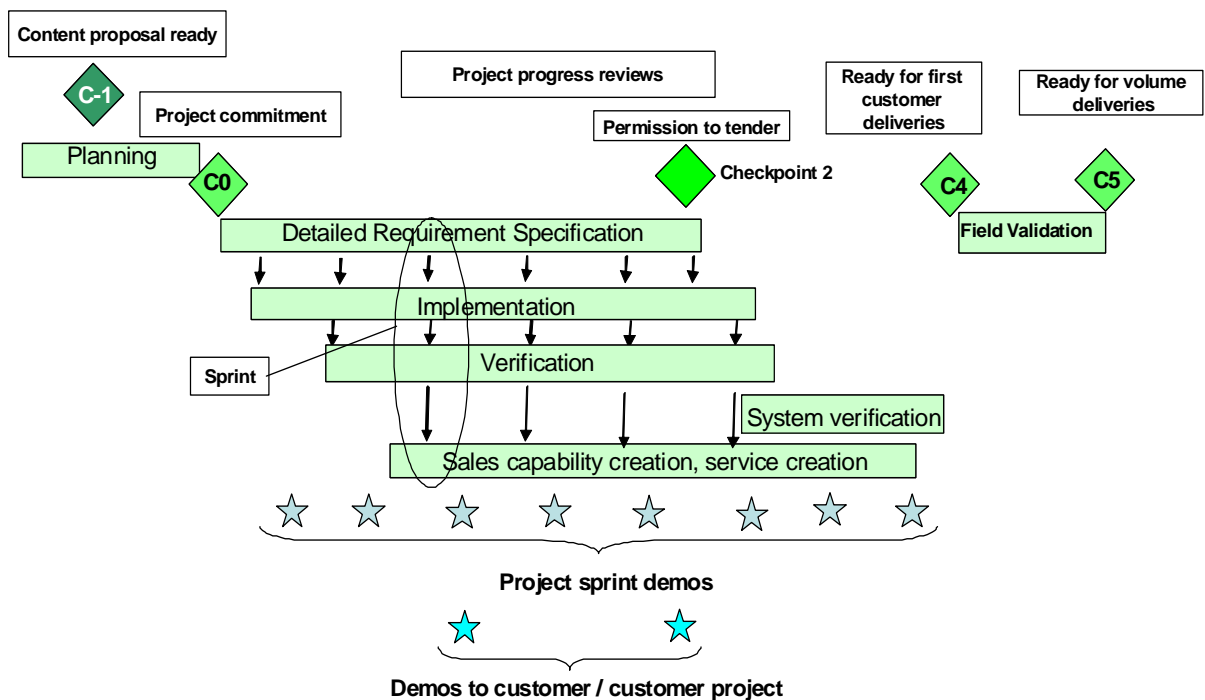 Content proposal ready
C-1
Project commitment
Project progress reviews
Permission to tender
Ready for first
customer
deliveries
Ready for volume
deliveries
Planning
C0
Checkpoint 2
C4
C5
Field Validation
Detailed Requirement Specification
Implementation
Sprint
Verification
System verification
Sales capability creation, service creation
Project sprint demos
Demos to customer / customer project